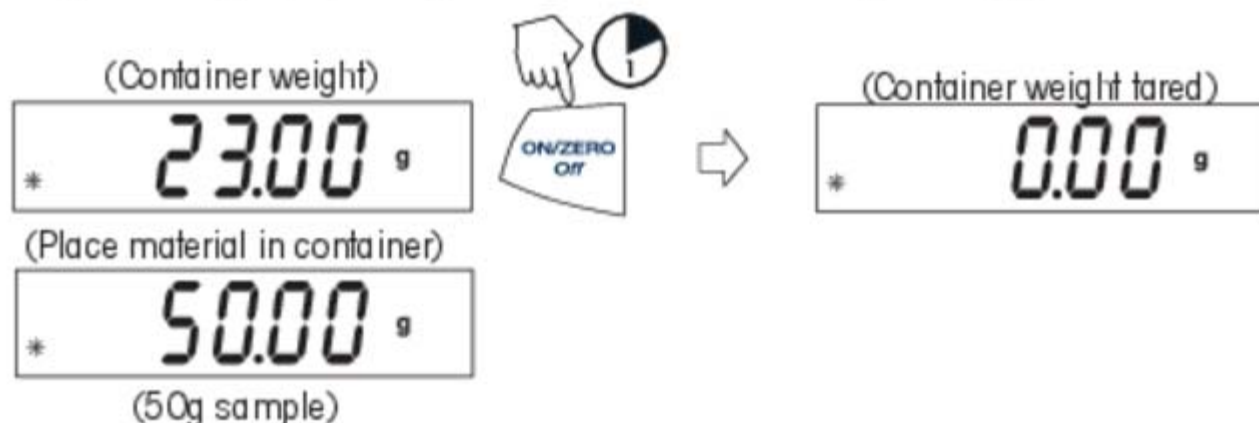 (Container weight)
* 23.00 g
1
ON/ZERO
Off
(Container weight tared)
* 0.00 g
(Place material in container)
* 50.00 g
(50g sample)